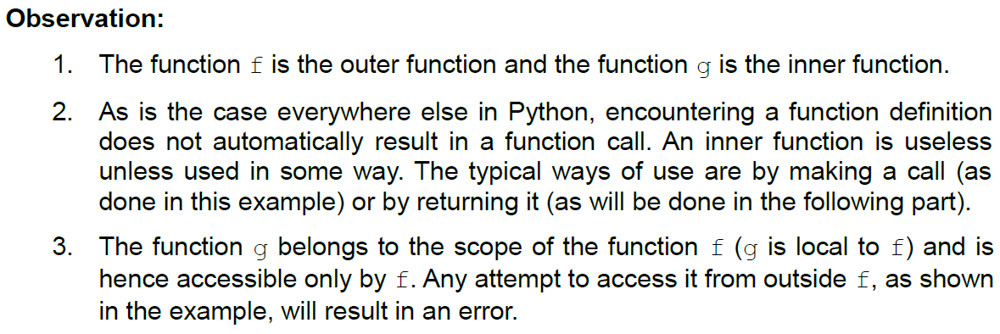 Observation:
1. The function f is the outer function and the function g is the inner function.
2. As is the case everywhere else in Python, encountering a function definition
does not automatically result in a function call. An inner function is useless
unless used in some way. The typical ways of use are by making a call (as
done in this example) or by returning it (as will be done in the following part).
3. The function g belongs to the scope of the function f (g is local to f) and is
hence accessible only by f. Any attempt to access it from outside f, as shown
in the example, will result in an error.